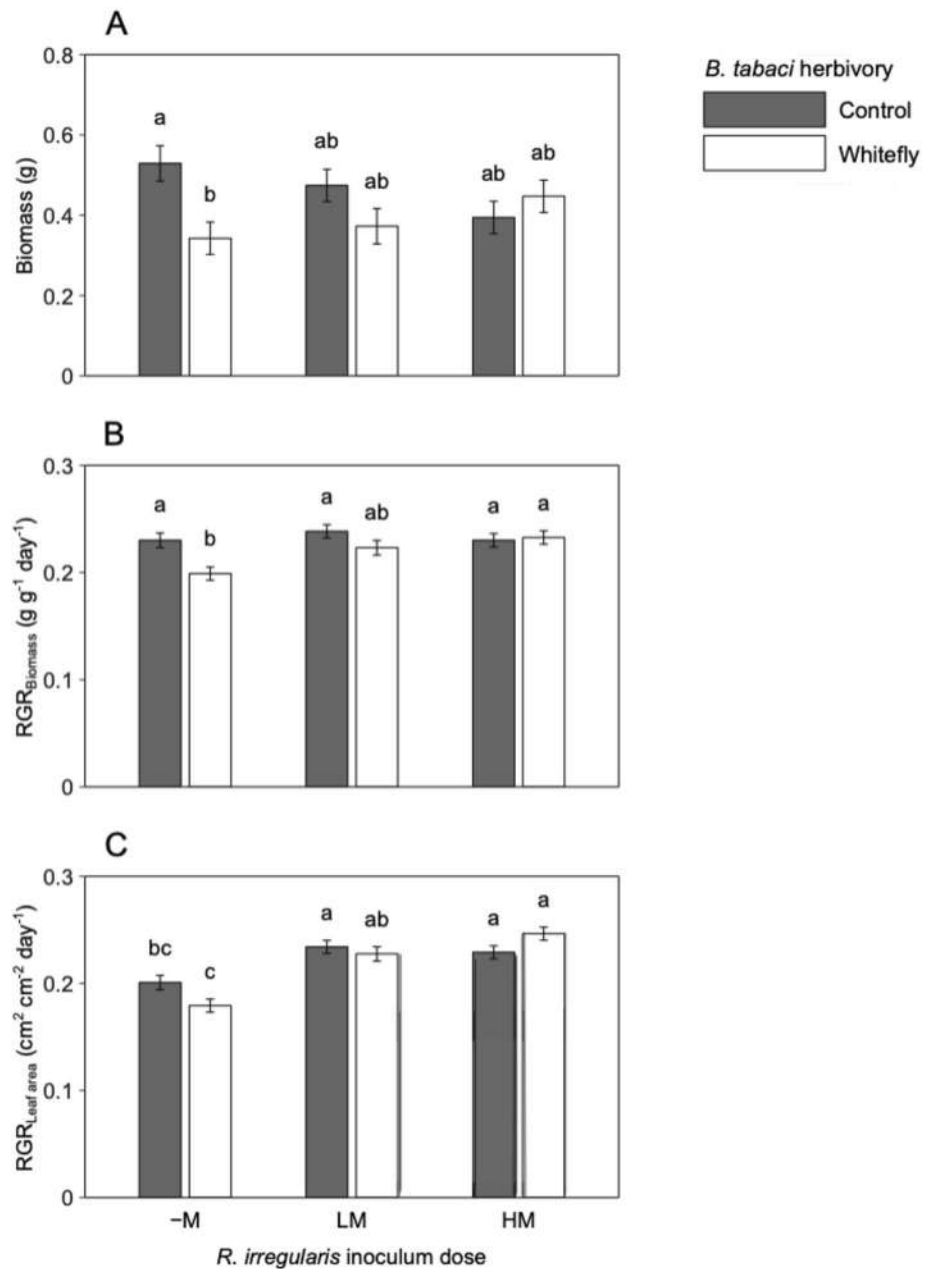 A
0.8
0.6
0.4
0.2
0
Biomass (g)
a
b
ab
ab
ab
ab
B. tabaci herbivory
Control
Whitefly
B
0.3
0.2
0.1
0
RGR_Biomass (g g⁻¹ day⁻¹)
a
b
a
ab
a
a
C
0.3
0.2
0.1
0
RGR_Leaf area (cm² cm⁻² day⁻¹)
bc
c
a
ab
a
a
−M LM HM
R. irregularis inoculum dose